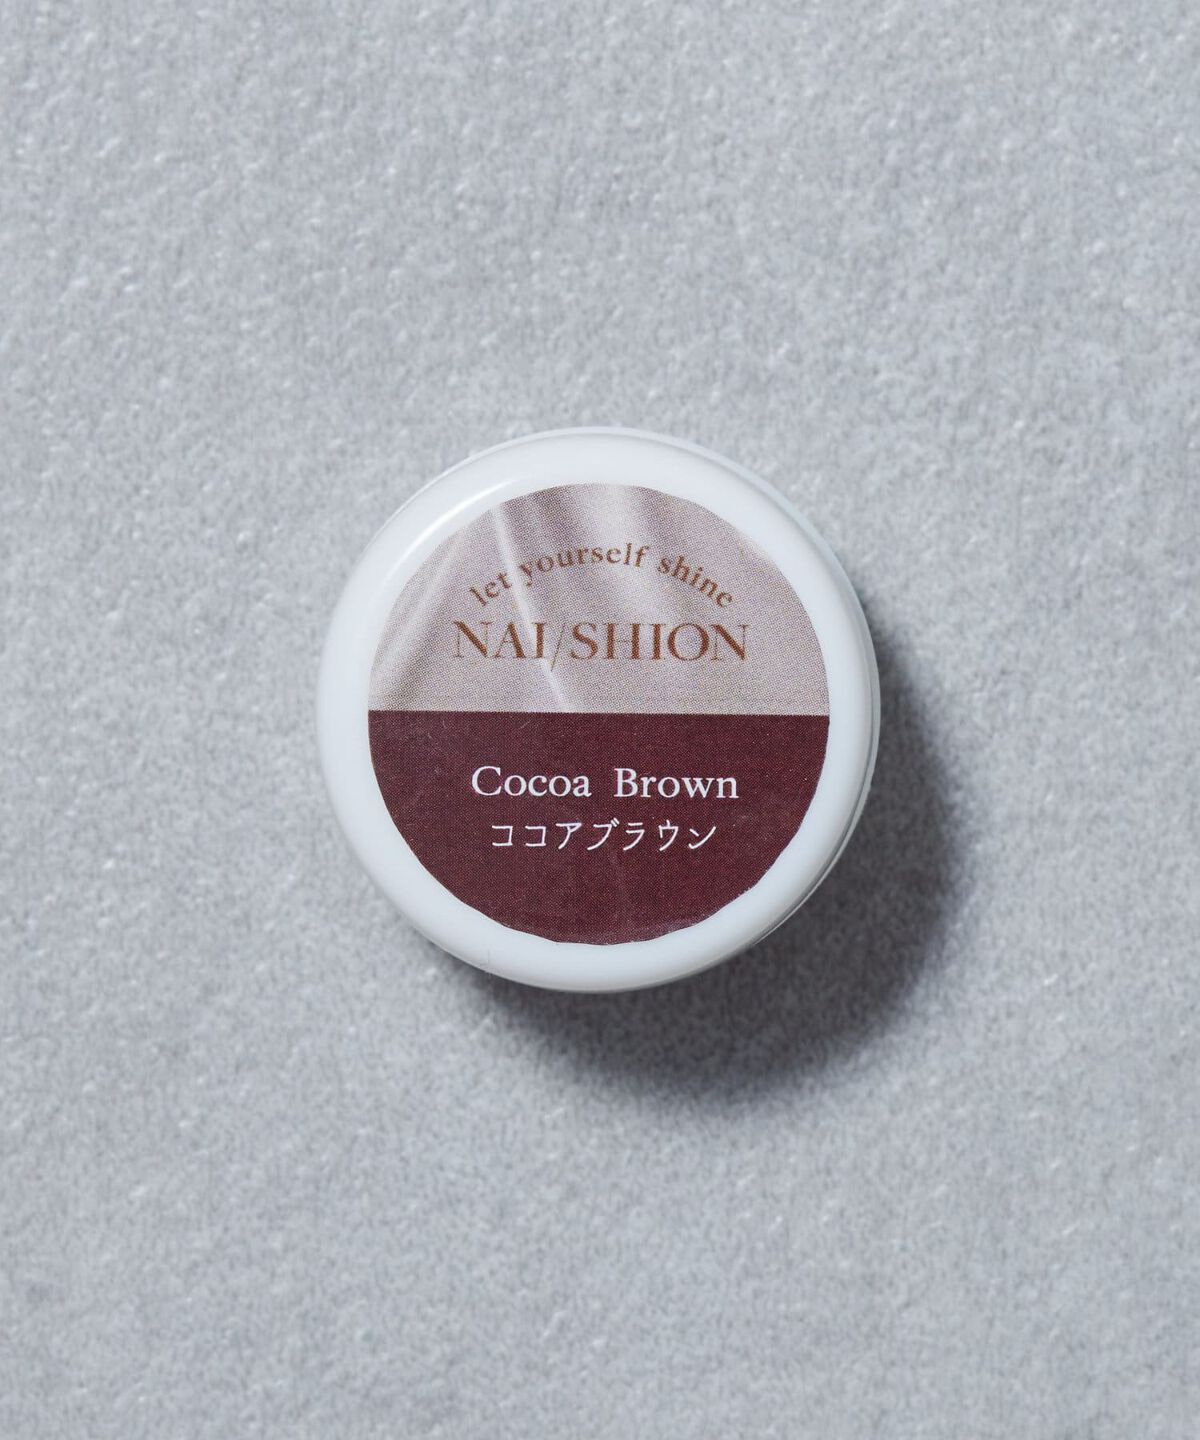 let yourself shine
NAI/SHION
Cocoa Brown
ココアブラウン